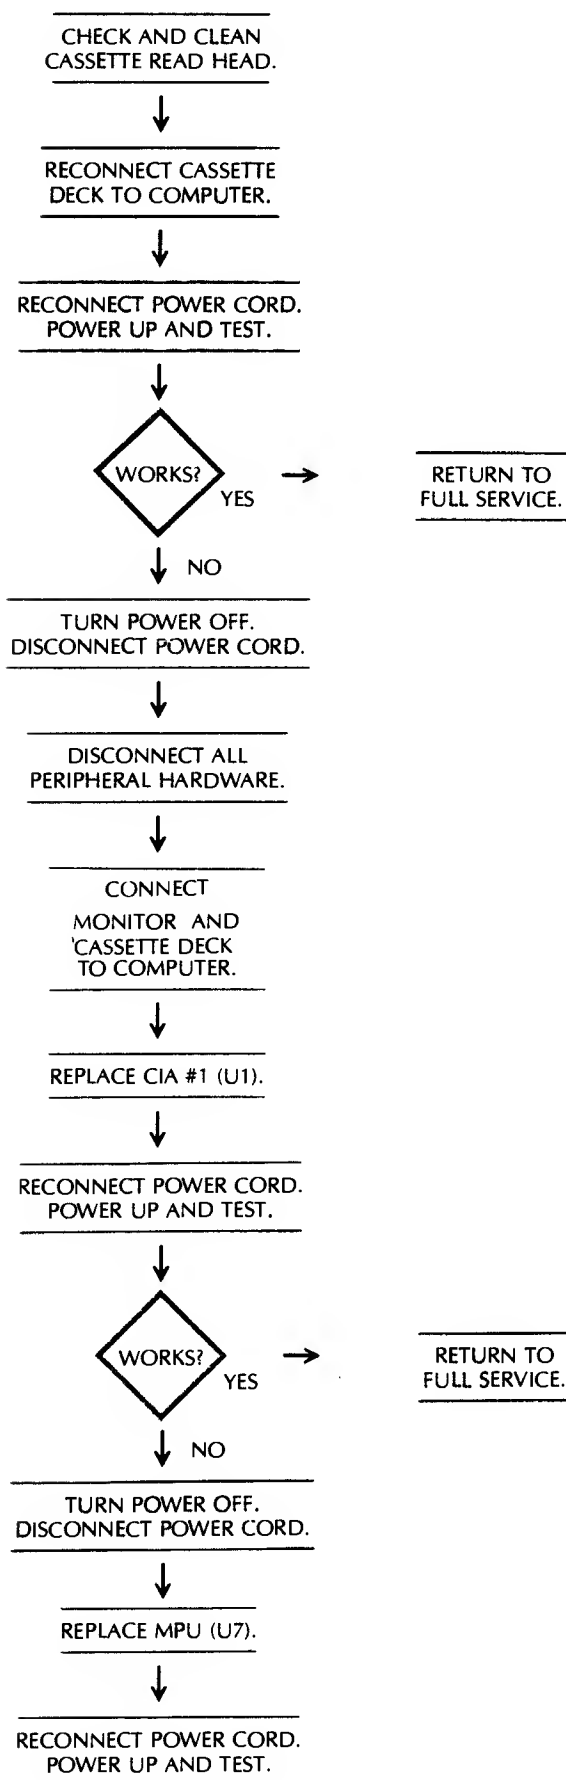 CHECK AND CLEAN
CASSETTE READ HEAD.
RECONNECT CASSETTE
DECK TO COMPUTER.
RECONNECT POWER CORD.
POWER UP AND TEST.
WORKS?
YES
RETURN TO
FULL SERVICE.
NO
TURN POWER OFF.
DISCONNECT POWER CORD.
DISCONNECT ALL
PERIPHERAL HARDWARE.
CONNECT
MONITOR AND
CASSETTE DECK
TO COMPUTER.
REPLACE CIA #1 (U1).
RECONNECT POWER CORD.
POWER UP AND TEST.
WORKS?
YES
RETURN TO
FULL SERVICE.
NO
TURN POWER OFF.
DISCONNECT POWER CORD.
REPLACE MPU (U7).
RECONNECT POWER CORD.
POWER UP AND TEST.